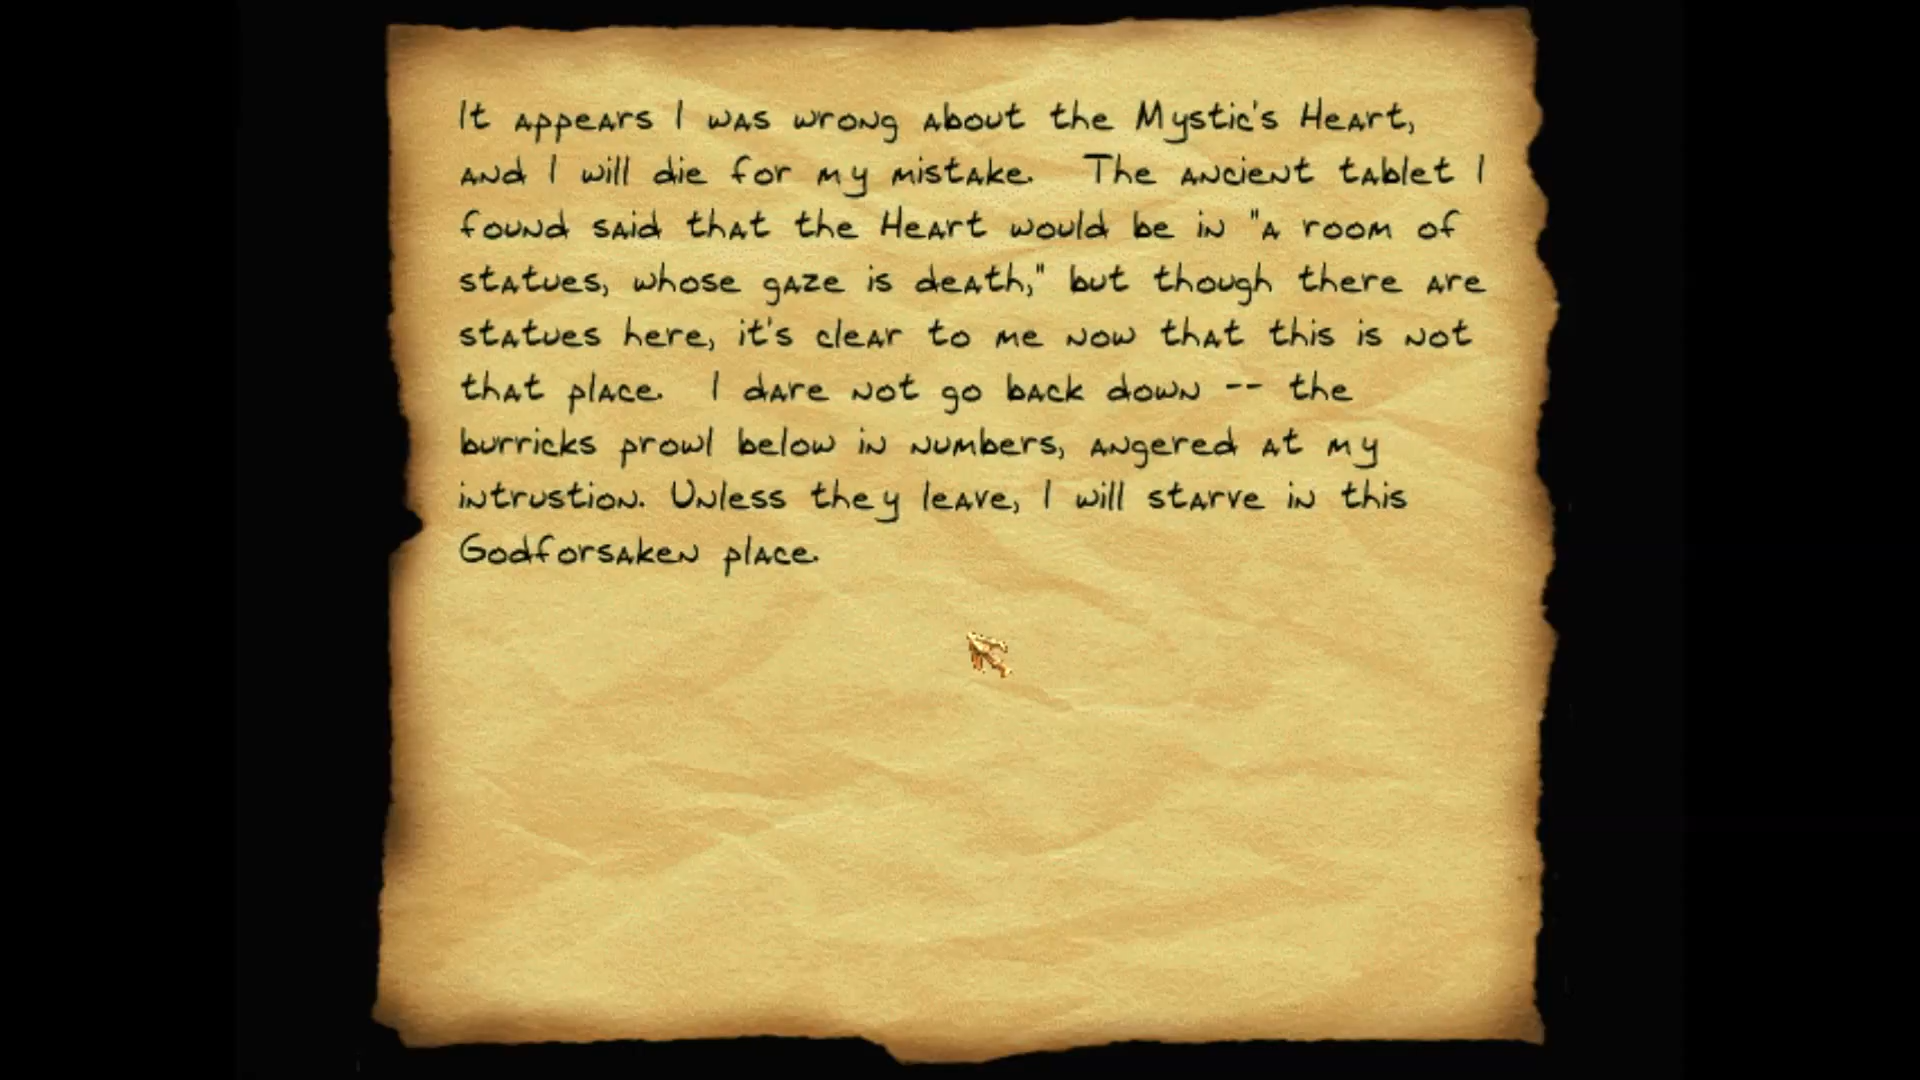 It appears I was wrong about the Mystic's Heart,
and I will die for my mistake.  The ancient tablet I
found said that the Heart would be in "a room of
statues, whose gaze is death," but though there are
statues here, it's clear to me now that this is not
that place.  I dare not go back down -- the
burricks prowl below in numbers, angered at my
intrustion. Unless they leave, I will starve in this
Godforsaken place.